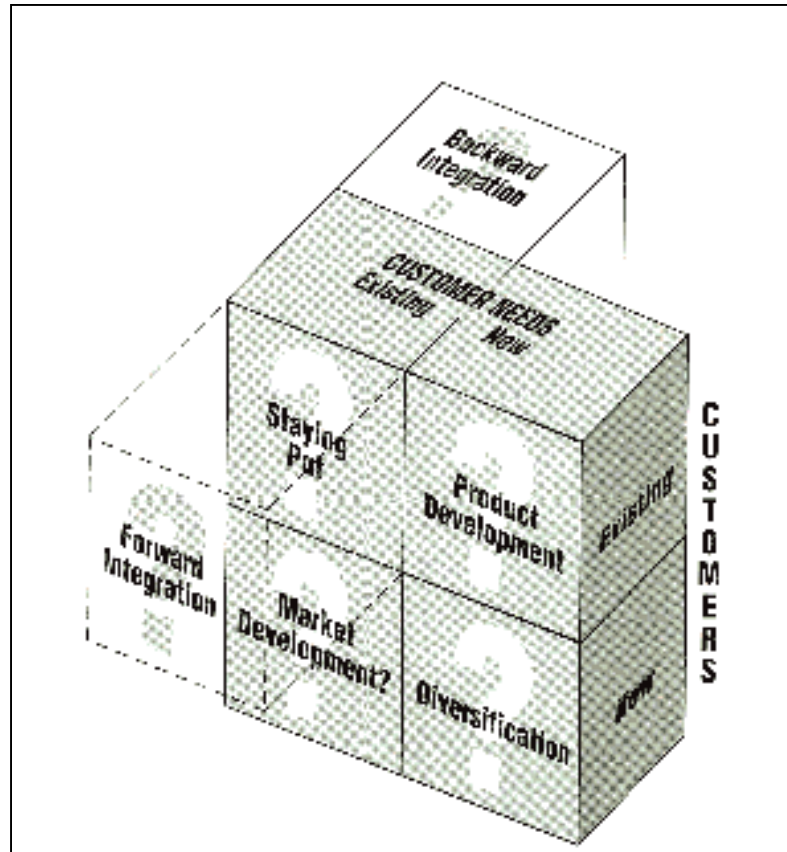 Backward
Integration
CUSTOMER NEEDS
Existing
New
Staying
Put
Product
Development
Existing
CUSTOMERS
Forward
Integration
Market
Development?
Diversification
New